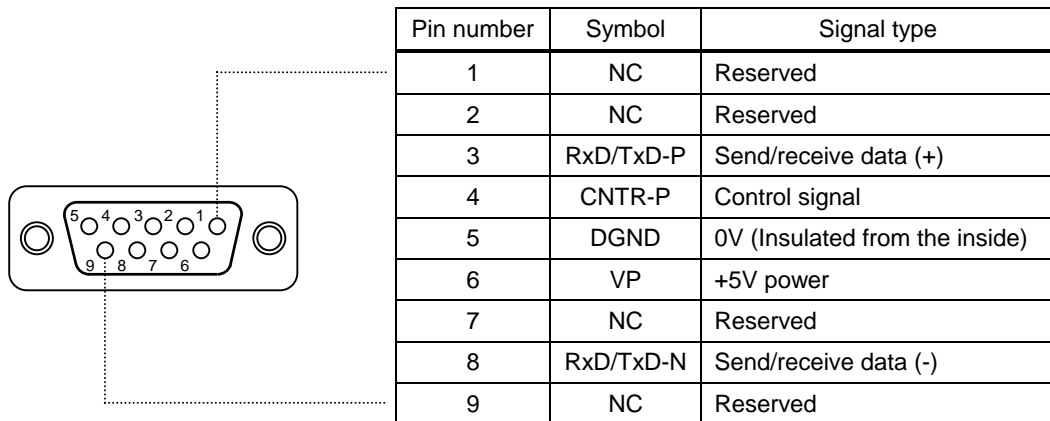 Pin number Symbol Signal type
1 NC Reserved
2 NC Reserved
3 RxD/TxD-P Send/receive data (+)
4 CNTR-P Control signal
5 DGND 0V (Insulated from the inside)
6 VP +5V power
7 NC Reserved
8 RxD/TxD-N Send/receive data (-)
9 NC Reserved
5 4 3 2 1
9 8 7 6